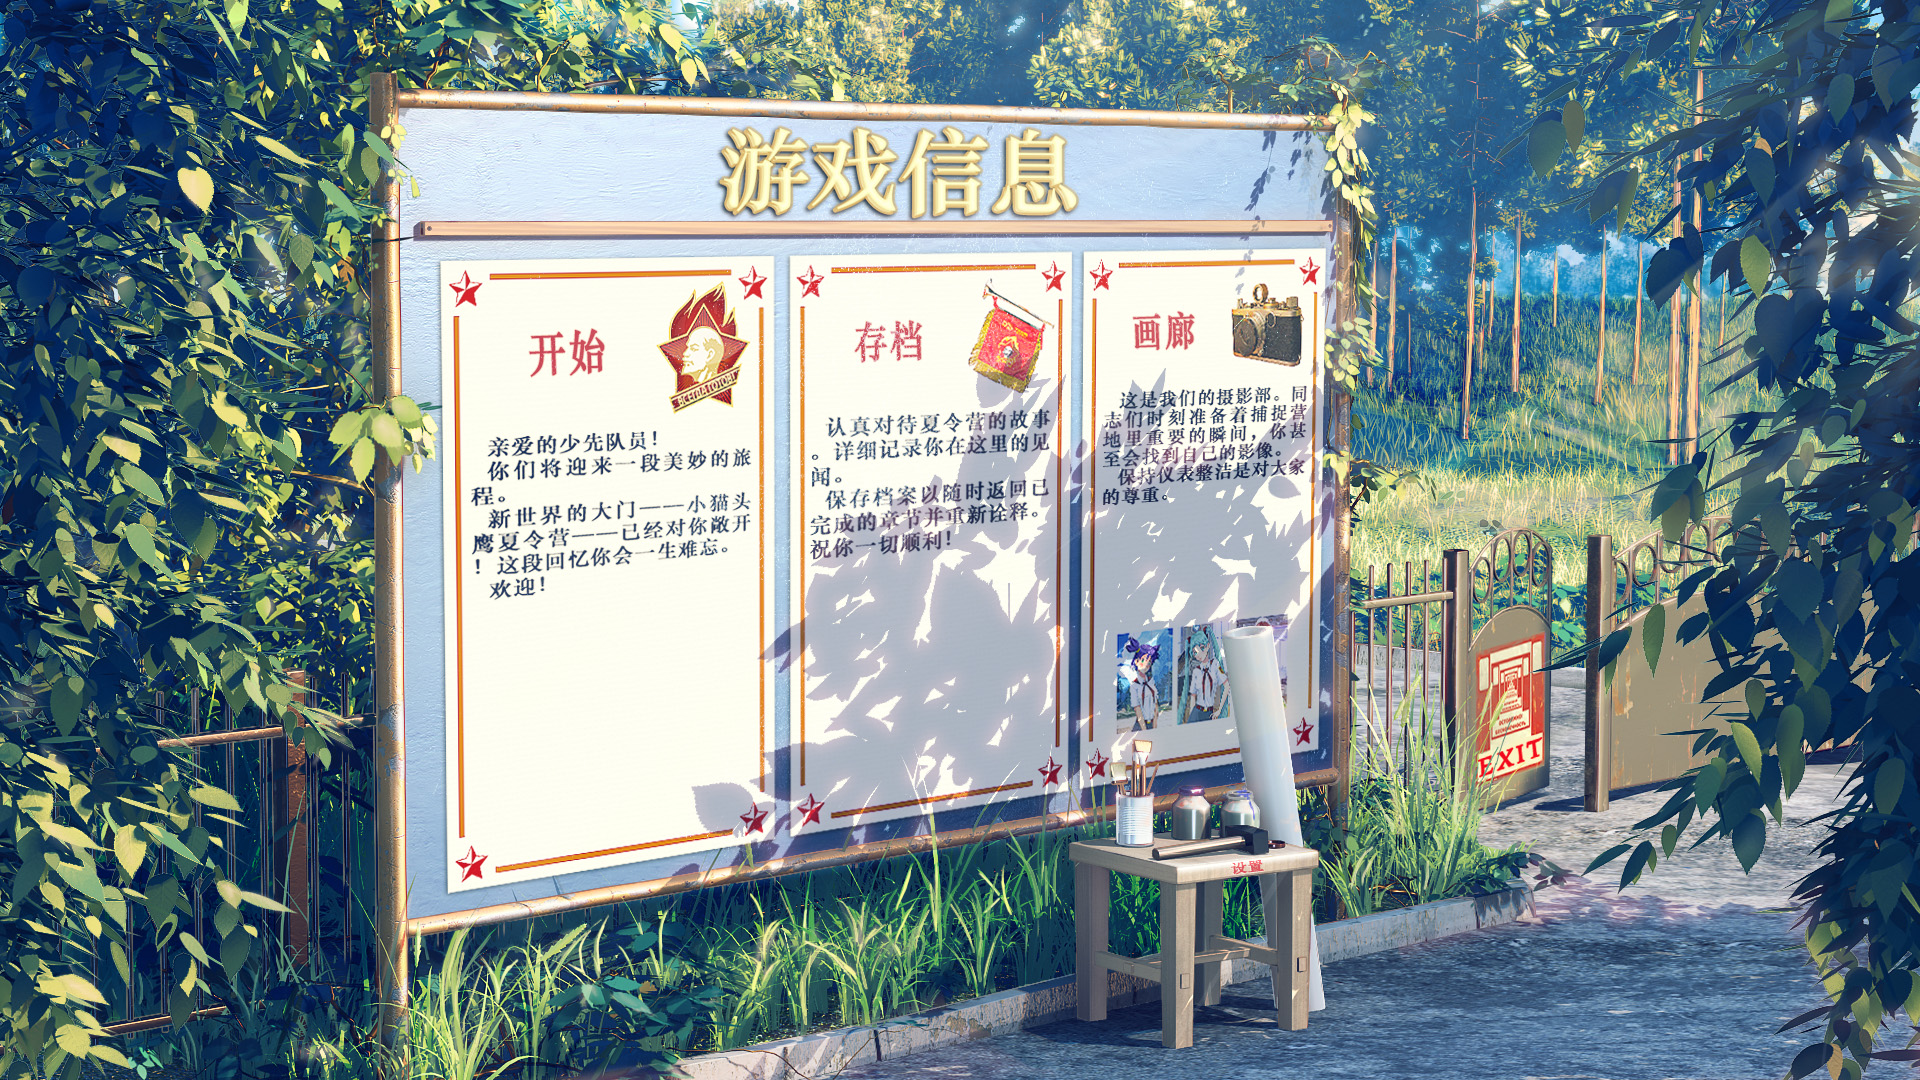 游戏信息
开始
ВСЕГДА ГОТОВ!
亲爱的少先队员！
你们将迎来一段美妙的旅
程。
新世界的大门——小猫头
鹰夏令营——已经对你敞开
！这段回忆你会一生难忘。
欢迎！
存档
认真对待夏令营的故事
。详细记录你在这里的见
闻。
保存档案以随时返回已
完成的章节并重新诠释。
祝你一切顺利！
画廊
这是我们的摄影部。同
志们时刻准备着捕捉营
地里重要的瞬间，你甚
至会找到自己的影像。
保持仪表整洁是对大家
的尊重。
设置
EXIT